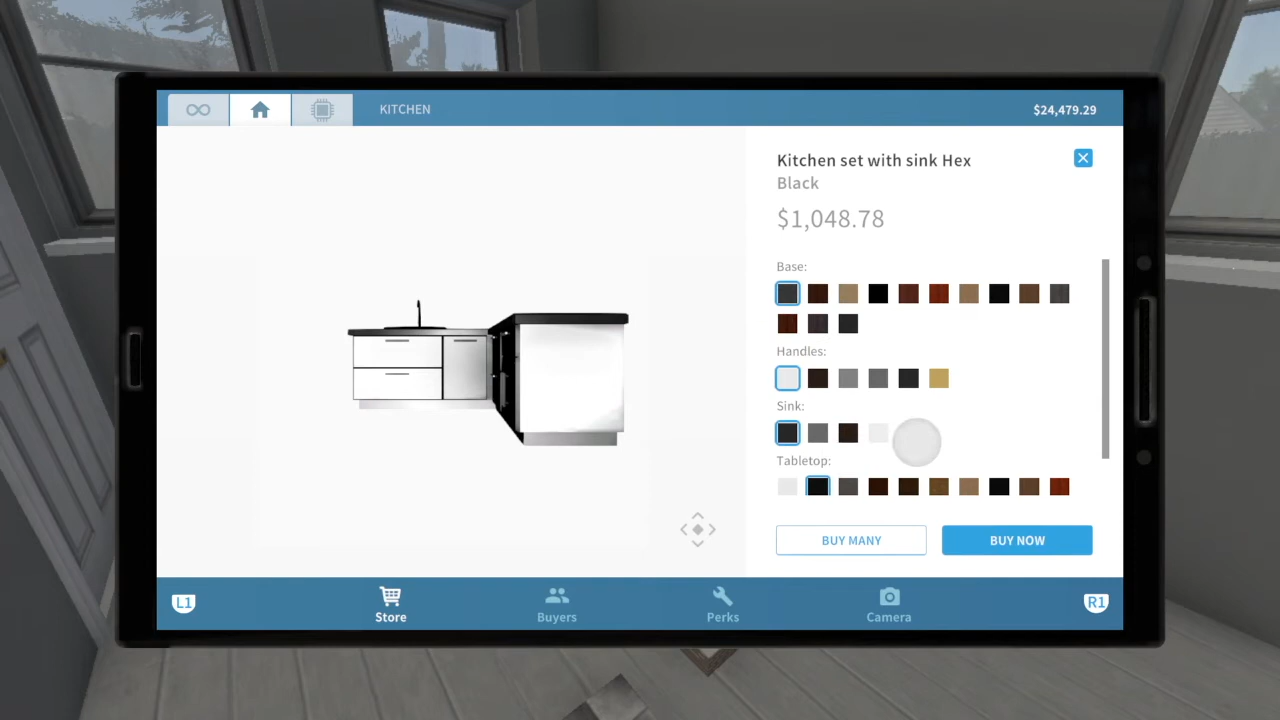 KITCHEN
$24,479.29
Kitchen set with sink Hex
Black
$1,048.78
Base:
Handles:
Sink:
Tabletop:
BUY MANY
BUY NOW
L1
Store
Buyers
Perks
Camera
R1